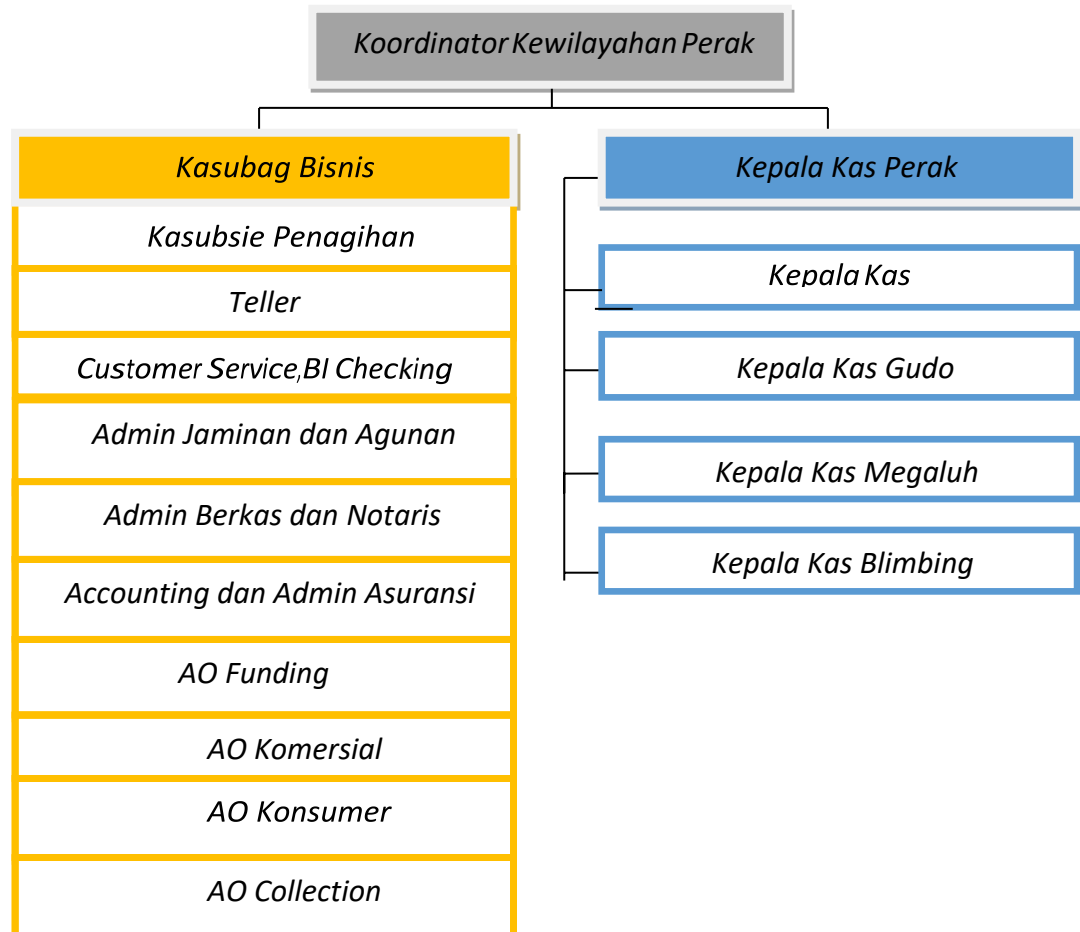 Koordinator Kewilayahan Perak
Kasubag Bisnis
Kasubsie Penagihan
Teller
Customer Service,BI Checking
Admin Jaminan dan Agunan
Admin Berkas dan Notaris
Accounting dan Admin Asuransi
AO Funding
AO Komersial
AO Konsumer
AO Collection
Kepala Kas Perak
Kepala Kas
Kepala Kas Gudo
Kepala Kas Megaluh
Kepala Kas Blimbing